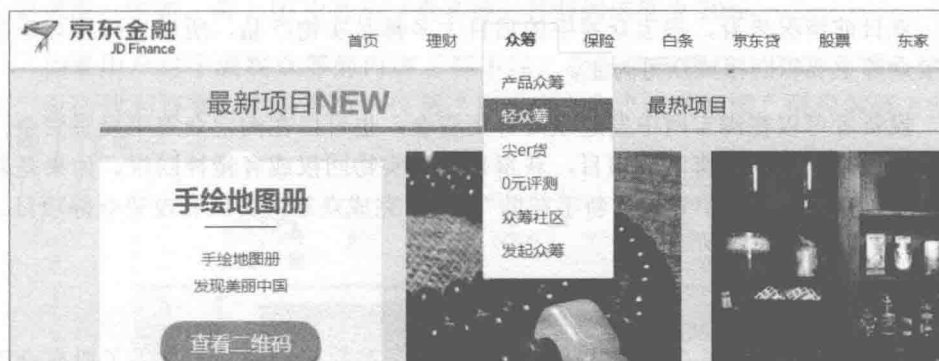 京东金融
JD Finance
首页 理财 众筹 保险 白条 京东贷 股票 东家
最新项目NEW
最热项目
产品众筹
轻众筹
尖er货
0元评测
众筹社区
发起众筹
手绘地图册
手绘地图册
发现美丽中国
查看二维码